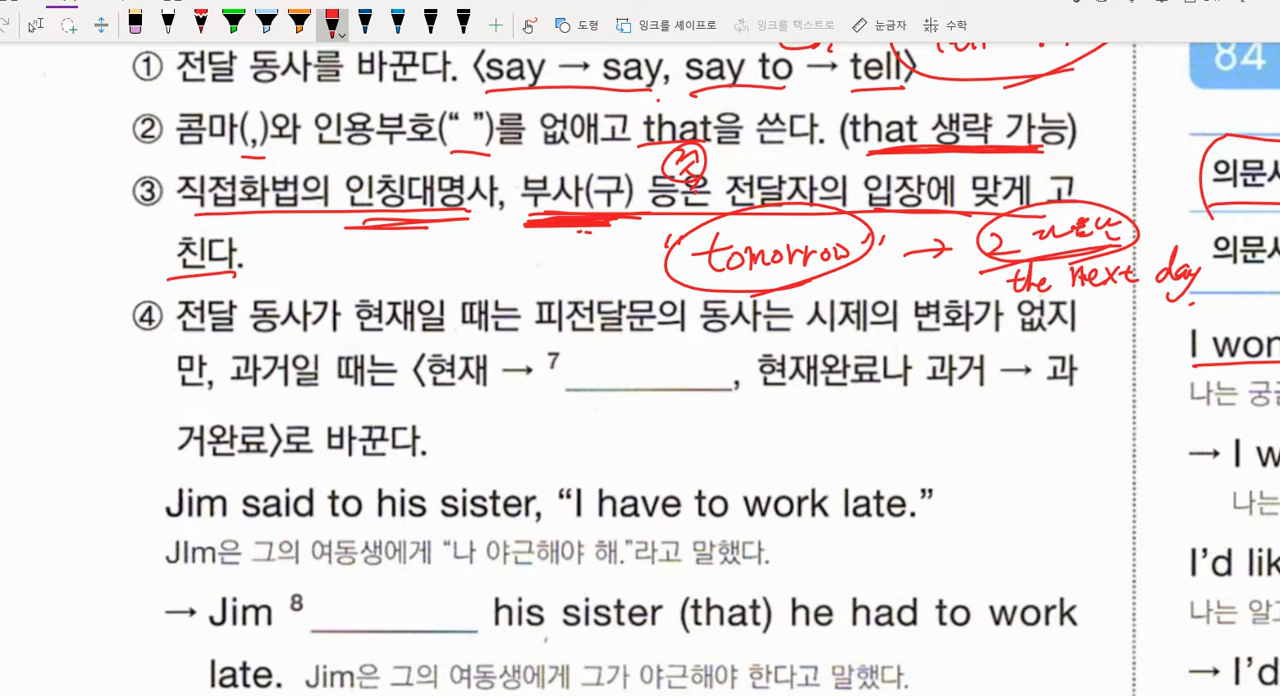 도형
잉크를 셰이프로
잉크를 텍스트로
눈금자
수학
① 전달 동사를 바꾼다. 〈say → say, say to → tell〉
② 콤마(,)와 인용부호(“ ”)를 없애고 that을 쓴다. (that 생략 가능)
③ 직접화법의 인칭대명사, 부사(구) 등은 전달자의 입장에 맞게 고
친다.
"tomorrow" → 그 다음날
the next day
④ 전달 동사가 현재일 때는 피전달문의 동사는 시제의 변화가 없지
만, 과거일 때는 〈현재 → 7 ________, 현재완료나 과거 → 과
거완료〉로 바꾼다.
Jim said to his sister, “I have to work late.”
JIm은 그의 여동생에게 “나 야근해야 해.”라고 말했다.
→ Jim 8 ________ his sister (that) he had to work
late. Jim은 그의 여동생에게 그가 야근해야 한다고 말했다.
84
의문사
의문사
I won
나는 궁금
→ I w
나는
I’d lik
나는 알고
→ I’d